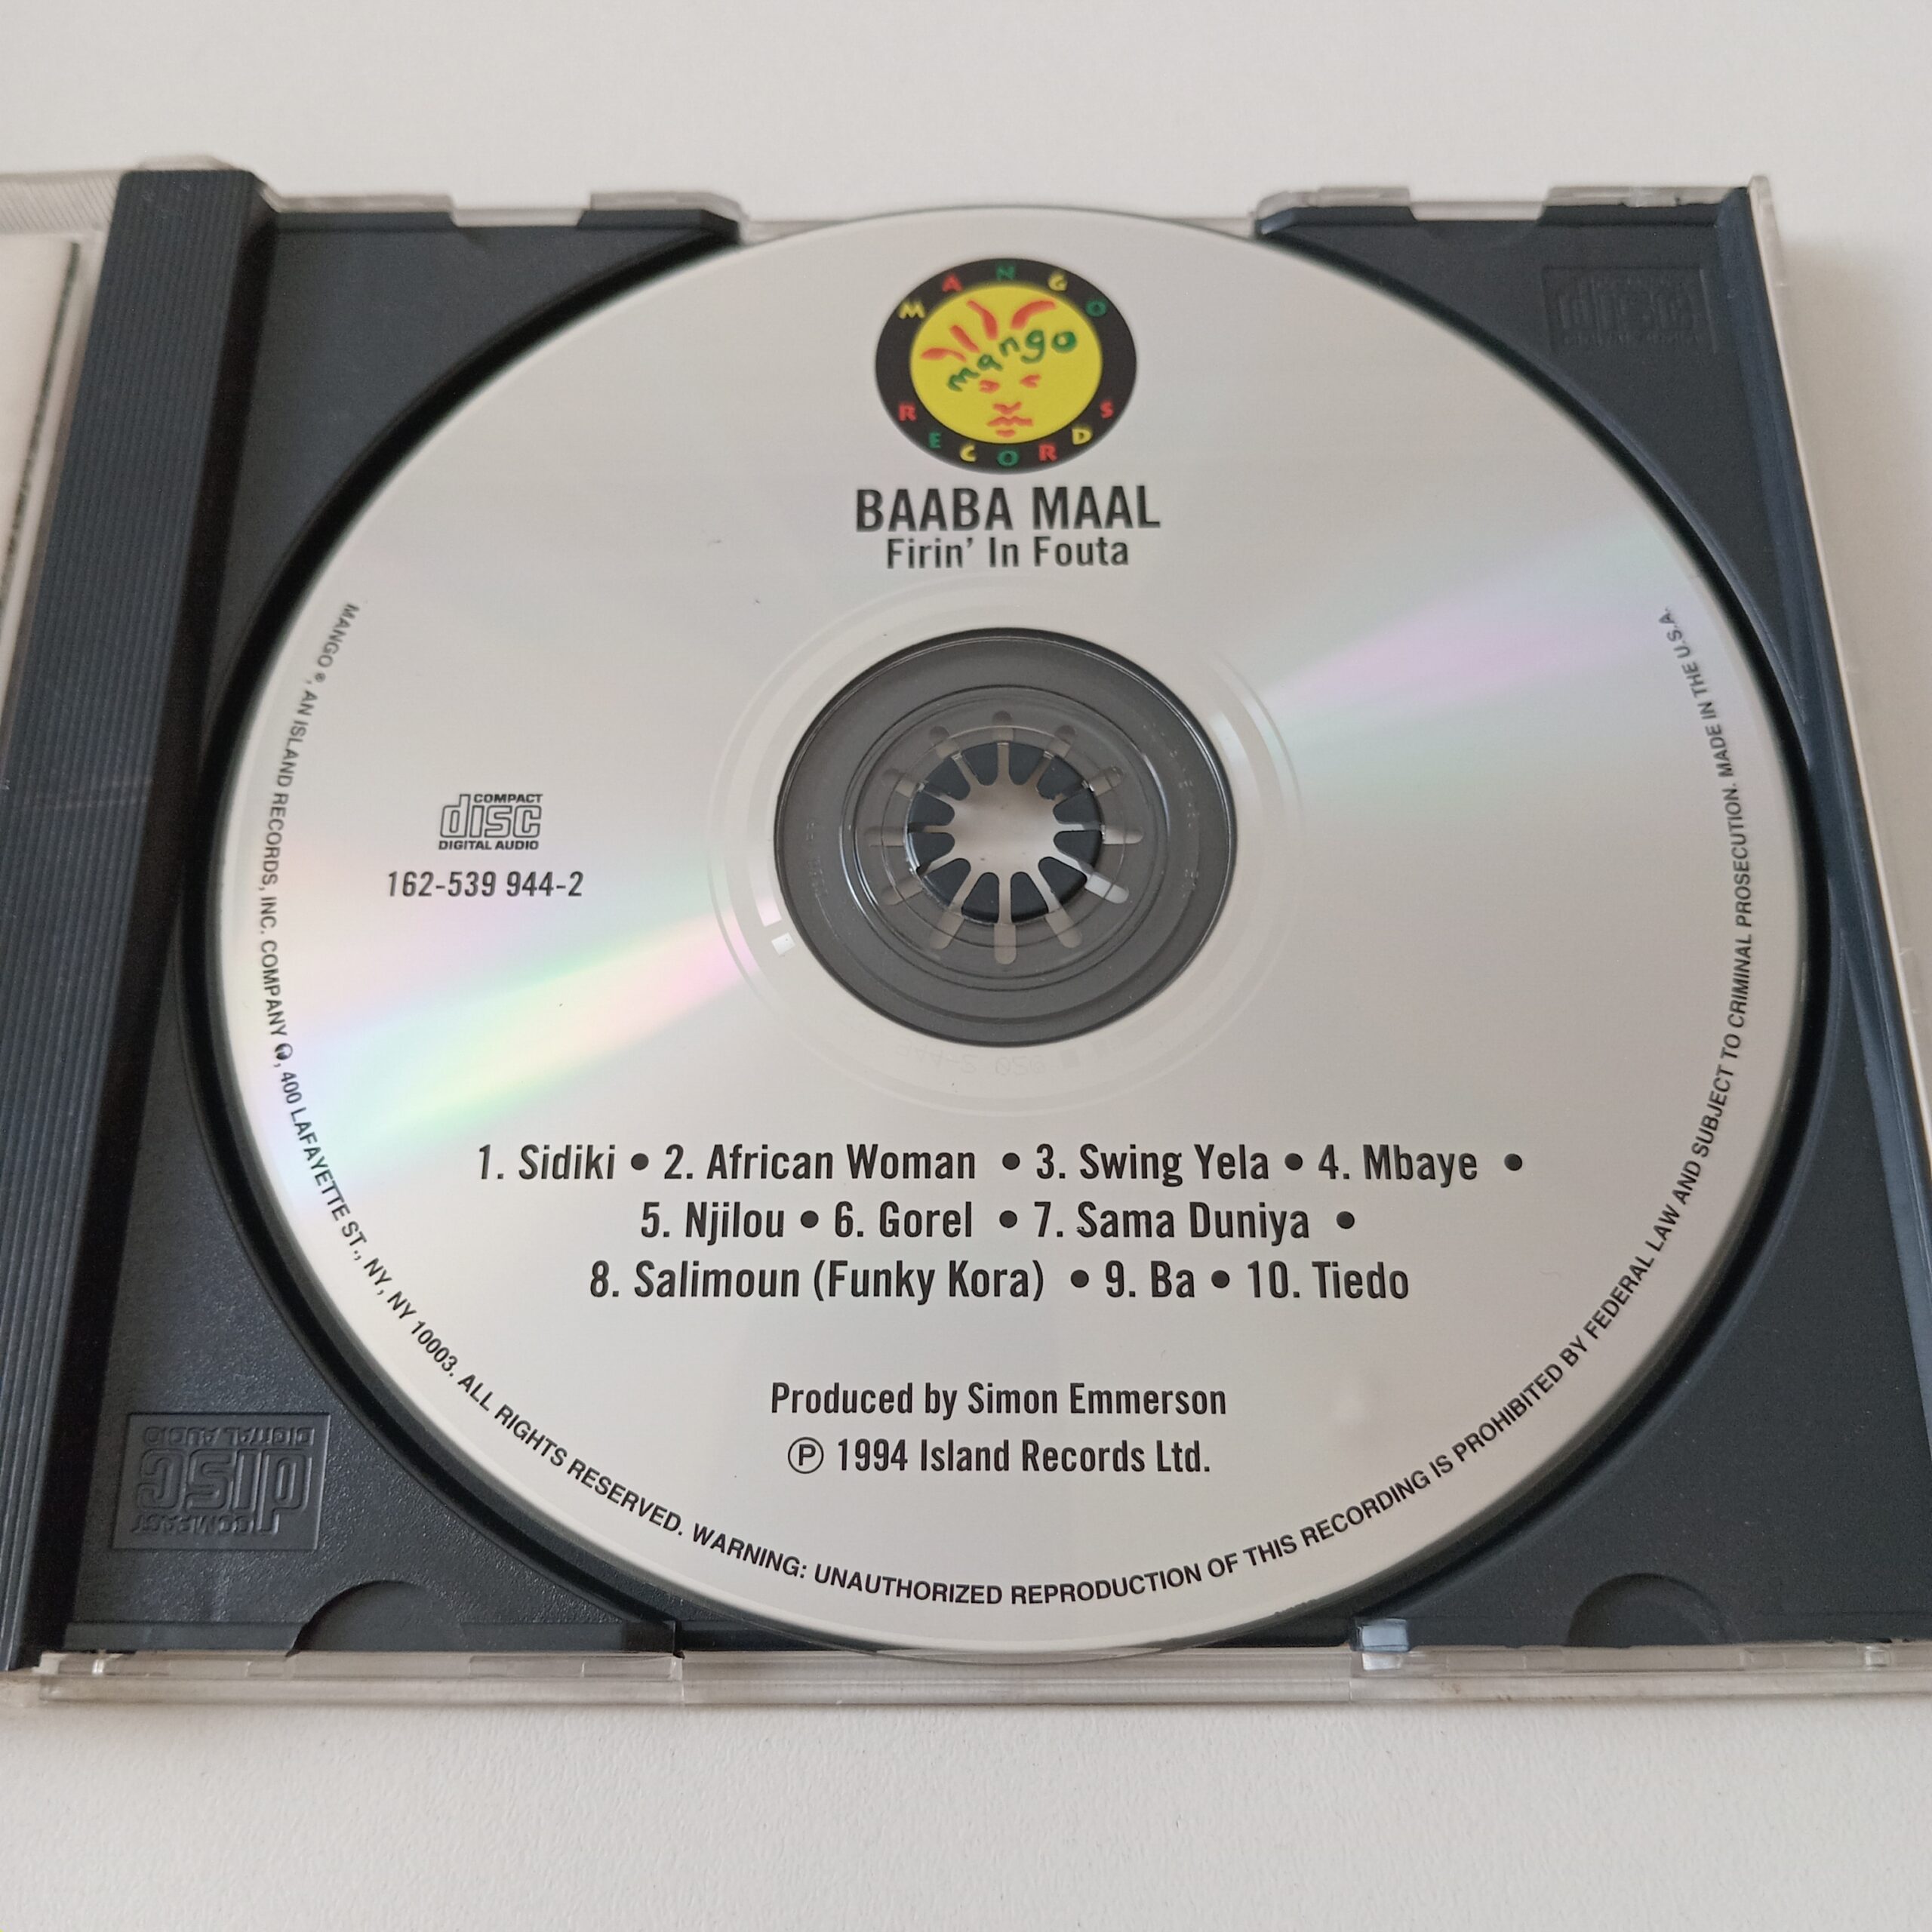 MANGO
mango
RECORDS
BAABA MAAL
Firin' In Fouta
COMPACT
disc
DIGITAL AUDIO
162-539 944-2
1. Sidiki • 2. African Woman • 3. Swing Yela • 4. Mbaye •
5. Njilou • 6. Gorel • 7. Sama Duniya •
8. Salimoun (Funky Kora) • 9. Ba • 10. Tiedo
Produced by Simon Emmerson
Ⓟ 1994 Island Records Ltd.
MANGO ®, AN ISLAND RECORDS, INC. COMPANY, 400 LAFAYETTE ST., NY, NY 10003. ALL RIGHTS RESERVED. WARNING: UNAUTHORIZED REPRODUCTION OF THIS RECORDING IS PROHIBITED BY FEDERAL LAW AND SUBJECT TO CRIMINAL PROSECUTION. MADE IN THE U.S.A.
COMPACT
disc
DIGITAL AUDIO
disc